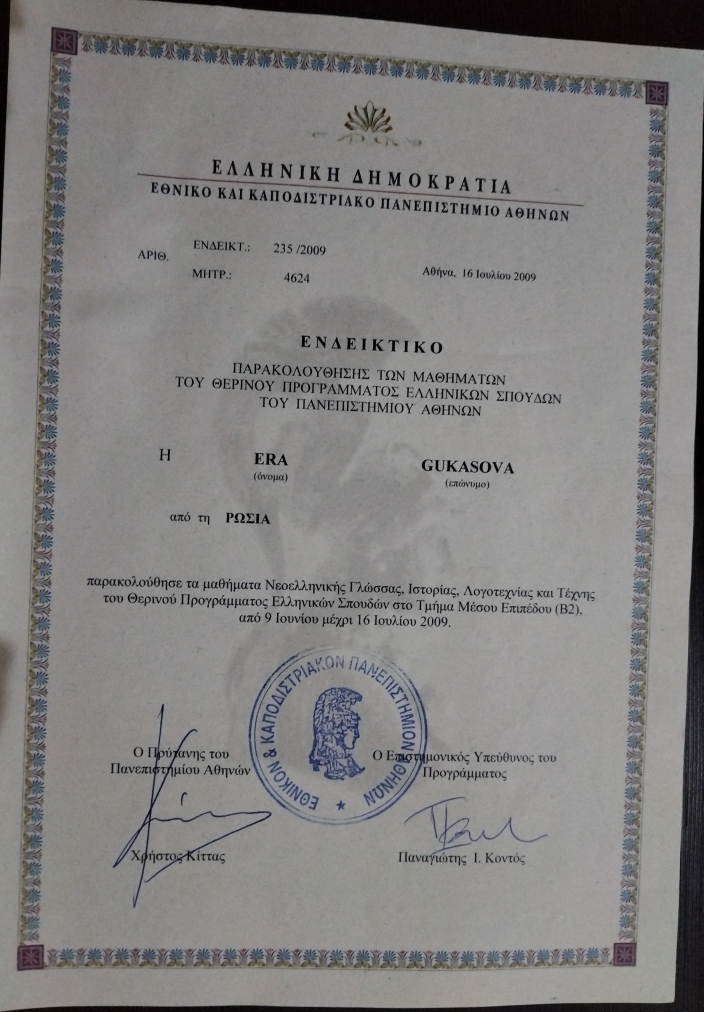 ΕΛΛΗΝΙΚΗ ΔΗΜΟΚΡΑΤΙΑ
ΕΘΝΙΚΟ ΚΑΙ ΚΑΠΟΔΙΣΤΡΙΑΚΟ ΠΑΝΕΠΙΣΤΗΜΙΟ ΑΘΗΝΩΝ
ΑΡΙΘ.
ΕΝΔΕΙΚΤ.: 235 /2009
ΜΗΤΡ.: 4624
Αθήνα, 16 Ιουλίου 2009
ΕΝΔΕΙΚΤΙΚΟ
ΠΑΡΑΚΟΛΟΥΘΗΣΗΣ ΤΩΝ ΜΑΘΗΜΑΤΩΝ
ΤΟΥ ΘΕΡΙΝΟΥ ΠΡΟΓΡΑΜΜΑΤΟΣ ΕΛΛΗΝΙΚΩΝ ΣΠΟΥΔΩΝ
ΤΟΥ ΠΑΝΕΠΙΣΤΗΜΙΟΥ ΑΘΗΝΩΝ
Η ERA GUKASOVA
(όνομα) (επώνυμο)
από τη ΡΩΣΙΑ
παρακολούθησε τα μαθήματα Νεοελληνικής Γλώσσας, Ιστορίας, Λογοτεχνίας και Τέχνης
του Θερινού Προγράμματος Ελληνικών Σπουδών στο Τμήμα Μέσου Επιπέδου (Β2),
από 9 Ιουνίου μέχρι 16 Ιουλίου 2009.
ΕΘΝΙΚΟΝ & ΚΑΠΟΔΙΣΤΡΙΑΚΟΝ ΠΑΝΕΠΙΣΤΗΜΙΟΝ ΑΘΗΝΩΝ
Ο Πρύτανης του
Πανεπιστημίου Αθηνών
Χρήστος Κίττας
Ο Επιστημονικός Υπεύθυνος του
Προγράμματος
Παναγιώτης Ι. Κοντός